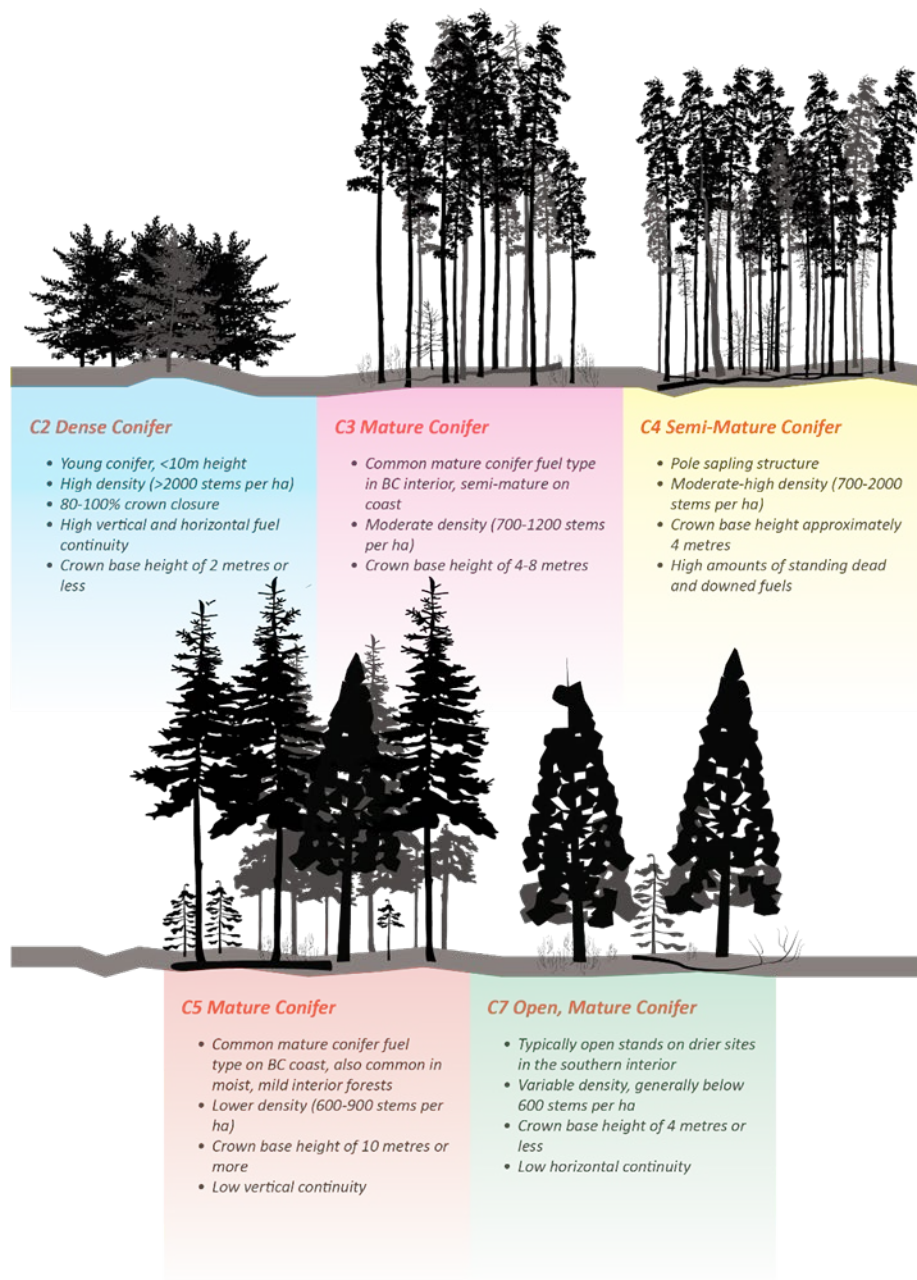 C2 Dense Conifer
• Young conifer, <10m height
• High density (>2000 stems per ha)
• 80-100% crown closure
• High vertical and horizontal fuel
continuity
• Crown base height of 2 metres or
less
C3 Mature Conifer
• Common mature conifer fuel type
in BC interior, semi-mature on
coast
• Moderate density (700-1200 stems
per ha)
• Crown base height of 4-8 metres
C4 Semi-Mature Conifer
• Pole sapling structure
• Moderate-high density (700-2000
stems per ha)
• Crown base height approximately
4 metres
• High amounts of standing dead
and downed fuels
C5 Mature Conifer
• Common mature conifer fuel
type on BC coast, also common in
moist, mild interior forests
• Lower density (600-900 stems per
ha)
• Crown base height of 10 metres or
more
• Low vertical continuity
C7 Open, Mature Conifer
• Typically open stands on drier sites
in the southern interior
• Variable density, generally below
600 stems per ha
• Crown base height of 4 metres or
less
• Low horizontal continuity